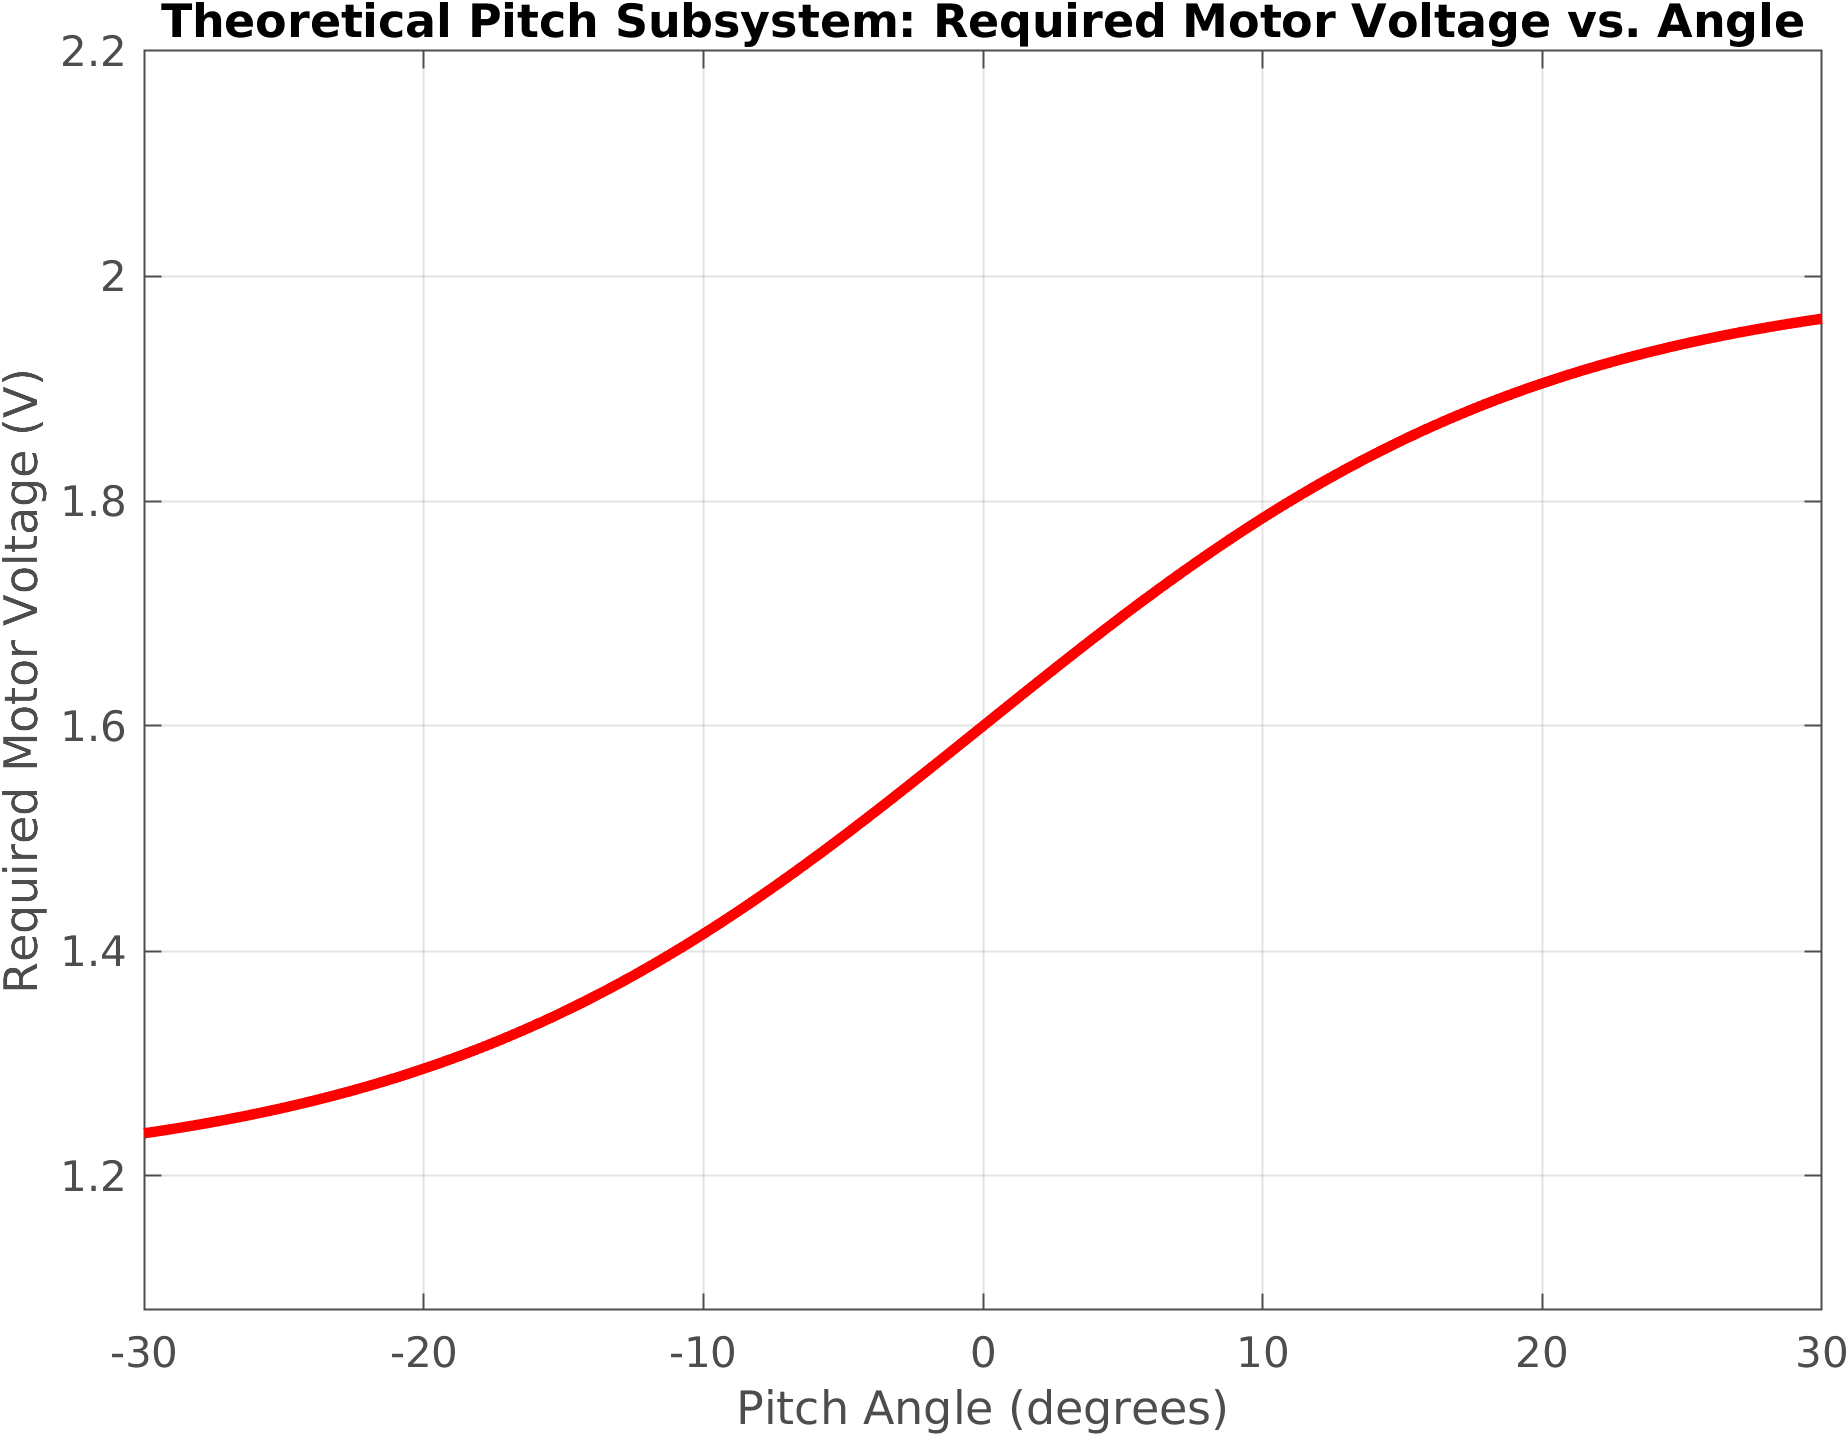 Theoretical Pitch Subsystem: Required Motor Voltage vs. Angle
2.2
2
1.8
1.6
1.4
1.2
Required Motor Voltage (V)
-30 -20 -10 0 10 20 30
Pitch Angle (degrees)